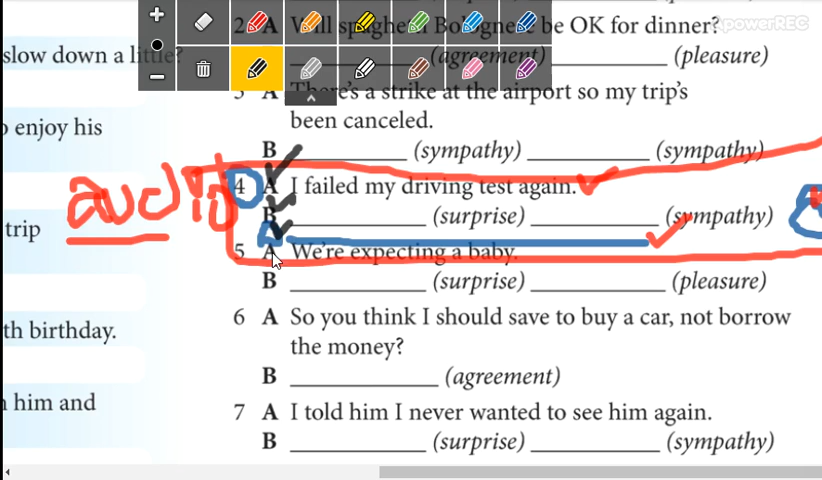 2 A Will spaghetti Bolognese be OK for dinner?
slow down a little?
(agreement) (pleasure)
powerREC
3 A There's a strike at the airport so my trip's
o enjoy his
been canceled.
B (sympathy) (sympathy)
audio
4 A I failed my driving test again.
B (surprise) (sympathy)
trip
A
5 A We're expecting a baby.
B (surprise) (pleasure)
6 A So you think I should save to buy a car, not borrow
th birthday.
the money?
B (agreement)
him and
7 A I told him I never wanted to see him again.
B (surprise) (sympathy)